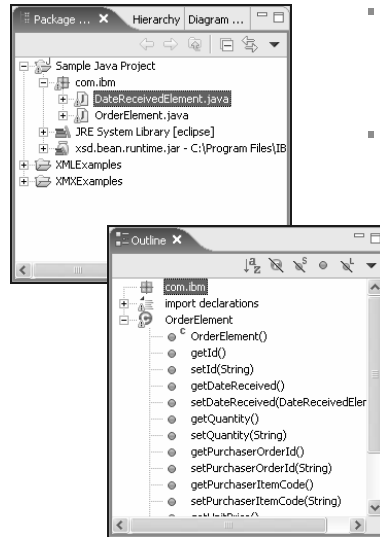 Package ... Hierarchy Diagram ...
Sample Java Project
com.ibm
DateReceivedElement.java
OrderElement.java
JRE System Library [eclipse]
xsd.bean.runtime.jar - C:\Program Files\IB
XMLExamples
XMXExamples
Outline
com.ibm
import declarations
OrderElement
OrderElement()
getId()
setId(String)
getDateReceived()
setDateReceived(DateReceivedEler
getQuantity()
setQuantity(String)
getPurchaserOrderId()
setPurchaserOrderId(String)
getPurchaserItemCode()
setPurchaserItemCode(String)